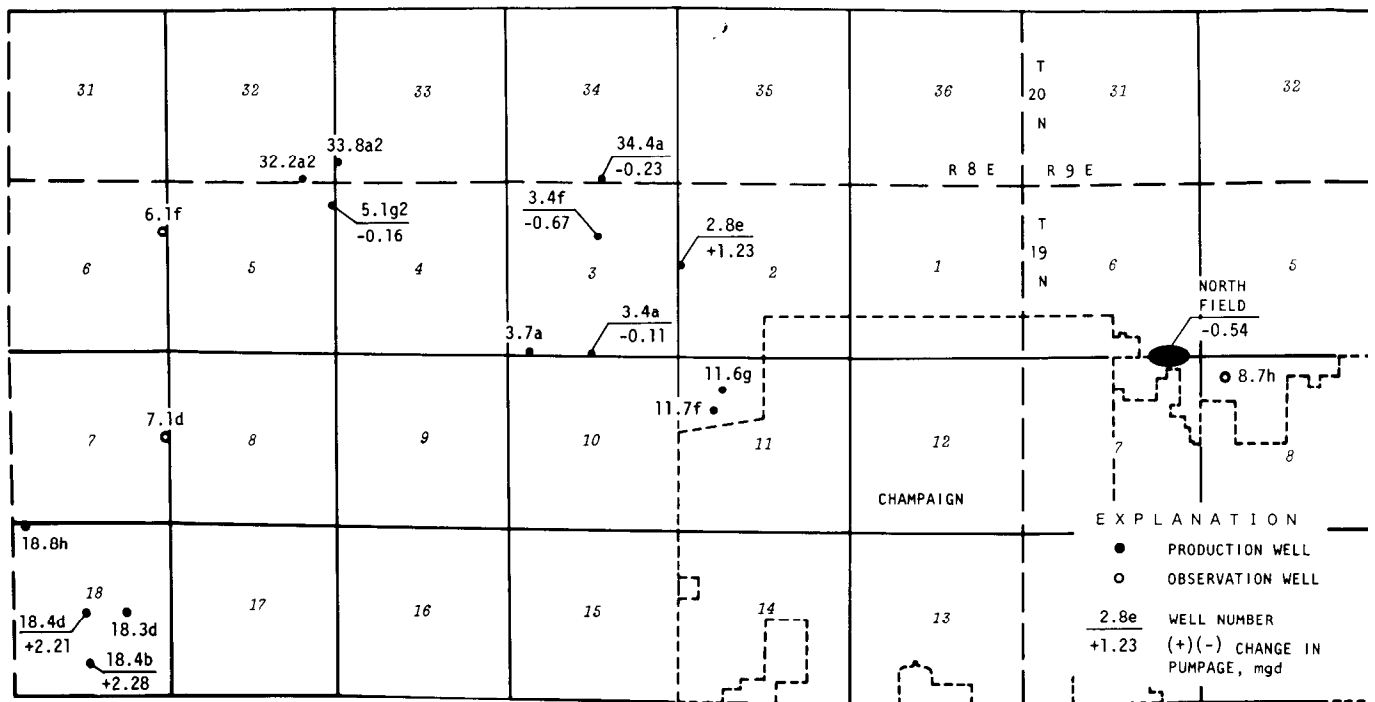 31 32 33 34 35 36 31 32
T
20
N
33.8a2
32.2a2
34.4a
-0.23
R 8 E R 9 E
3.4f
-0.67
5.1g2
-0.16
6.1f
2.8e
+1.23
T
19
N
6 5 4 3 2 1 6 5
NORTH
FIELD
-0.54
3.4a
-0.11
3.7a
11.6g
8.7h
11.7f
7.1d
7 8 9 10 11 12 7 8
CHAMPAIGN
18.8h
18 17 16 15 14 13
18.4d
+2.21
18.3d
18.4b
+2.28
EXPLANATION
PRODUCTION WELL
OBSERVATION WELL
2.8e WELL NUMBER
+1.23 (+)(-) CHANGE IN
PUMPAGE, mgd